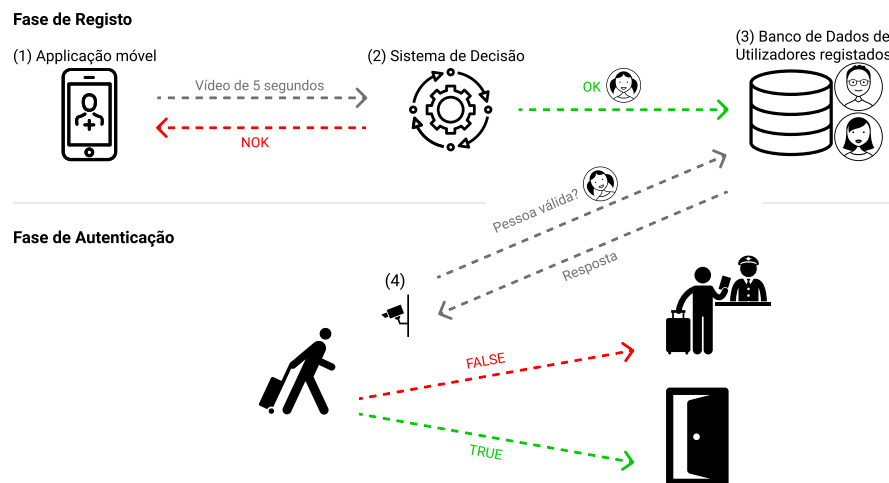 Fase de Registo
(1) Applicação móvel
(2) Sistema de Decisão
(3) Banco de Dados de
Utilizadores registados
Vídeo de 5 segundos
OK
NOK
Pessoa válida?
Resposta
Fase de Autenticação
(4)
FALSE
TRUE